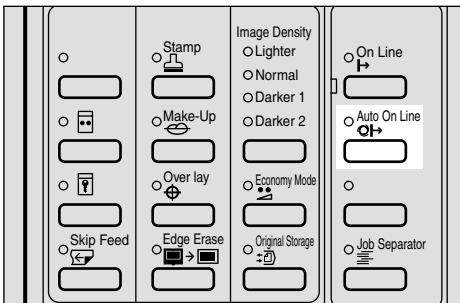 Skip Feed
Stamp
Make-Up
Over lay
Edge Erase
Image Density
Lighter
Normal
Darker 1
Darker 2
Economy Mode
Original Storage
On Line
Auto On Line
Job Separator